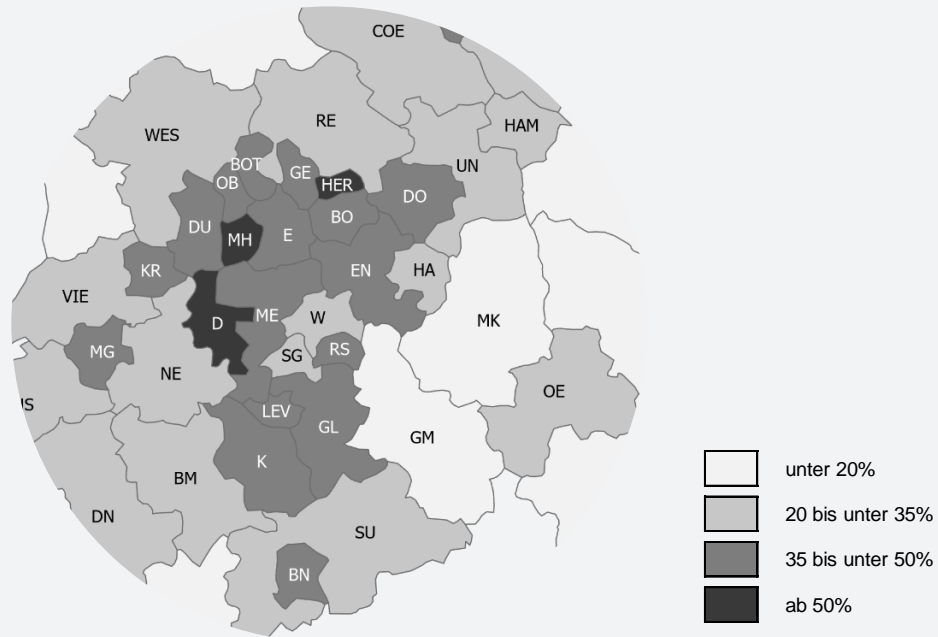 COE
WES
RE
HAM
BOT
GE
UN
OB
HER
DO
DU
BO
MH
E
KR
EN
HA
VIE
ME
W
D
MK
MG
SG
RS
NE
OE
LEV
GL
GM
K
BM
DN
SU
BN
unter 20%
20 bis unter 35%
35 bis unter 50%
ab 50%